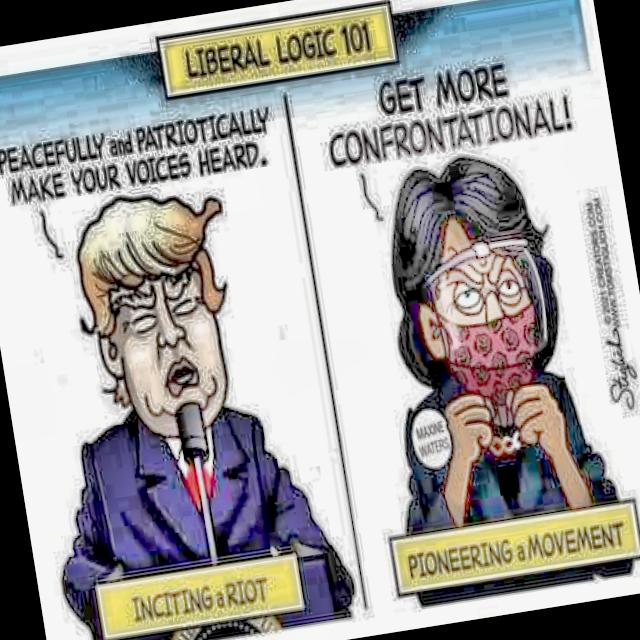 LIBERAL LOGIC 101
PEACEFULLY and PATRIOTICALLY
MAKE YOUR VOICES HEARD.
GET MORE
CONFRONTATIONAL!
MAXINE
WATERS
INCITING a RIOT
PIONEERING a MOVEMENT